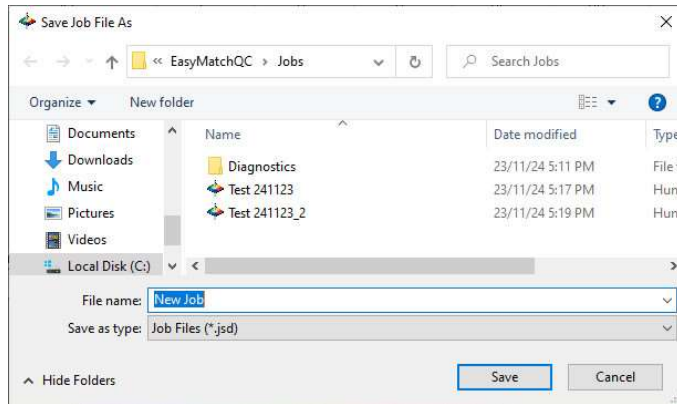 Save Job File As
« EasyMatchQC › Jobs
Search Jobs
Organize
New folder
Name
Date modified
Type
Documents
Downloads
Music
Pictures
Videos
Local Disk (C:)
Diagnostics 23/11/24 5:11 PM File
Test 241123 23/11/24 5:17 PM Hun
Test 241123_2 23/11/24 5:19 PM Hun
File name: New Job
Save as type: Job Files (*.jsd)
Hide Folders
Save
Cancel